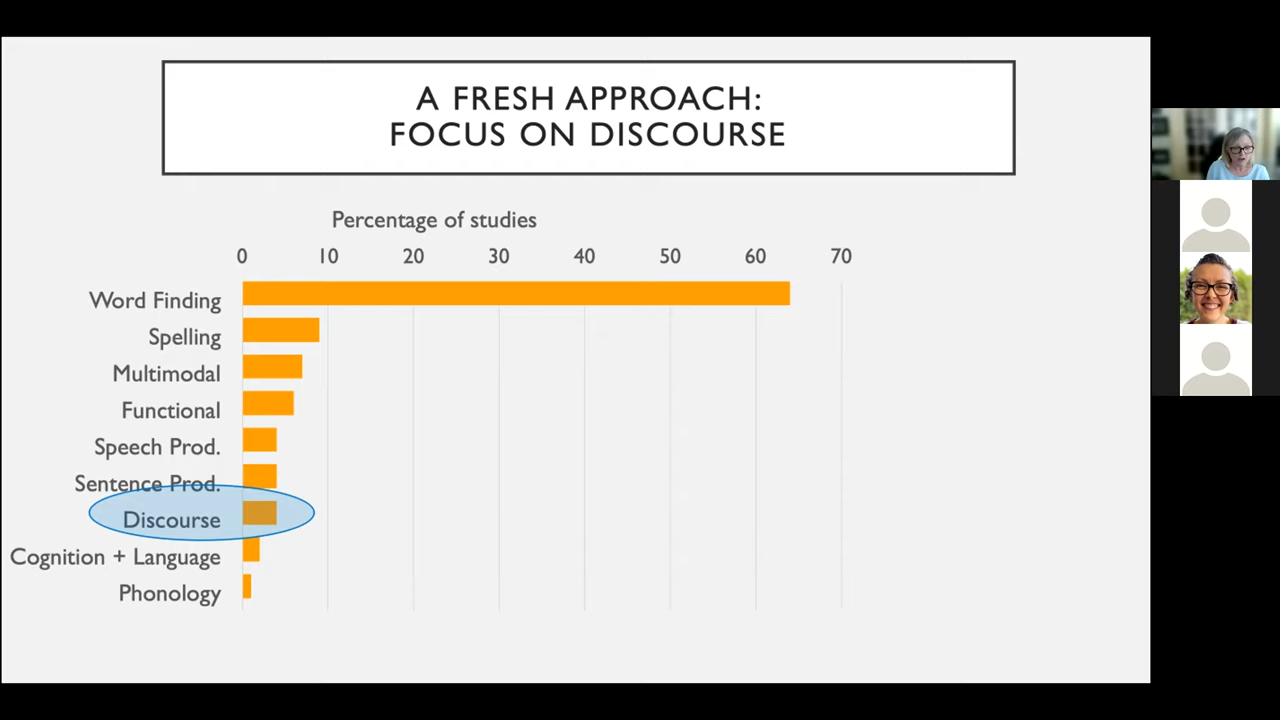 A FRESH APPROACH:
FOCUS ON DISCOURSE
Percentage of studies
0 10 20 30 40 50 60 70
Word Finding
Spelling
Multimodal
Functional
Speech Prod.
Sentence Prod.
Discourse
Cognition + Language
Phonology